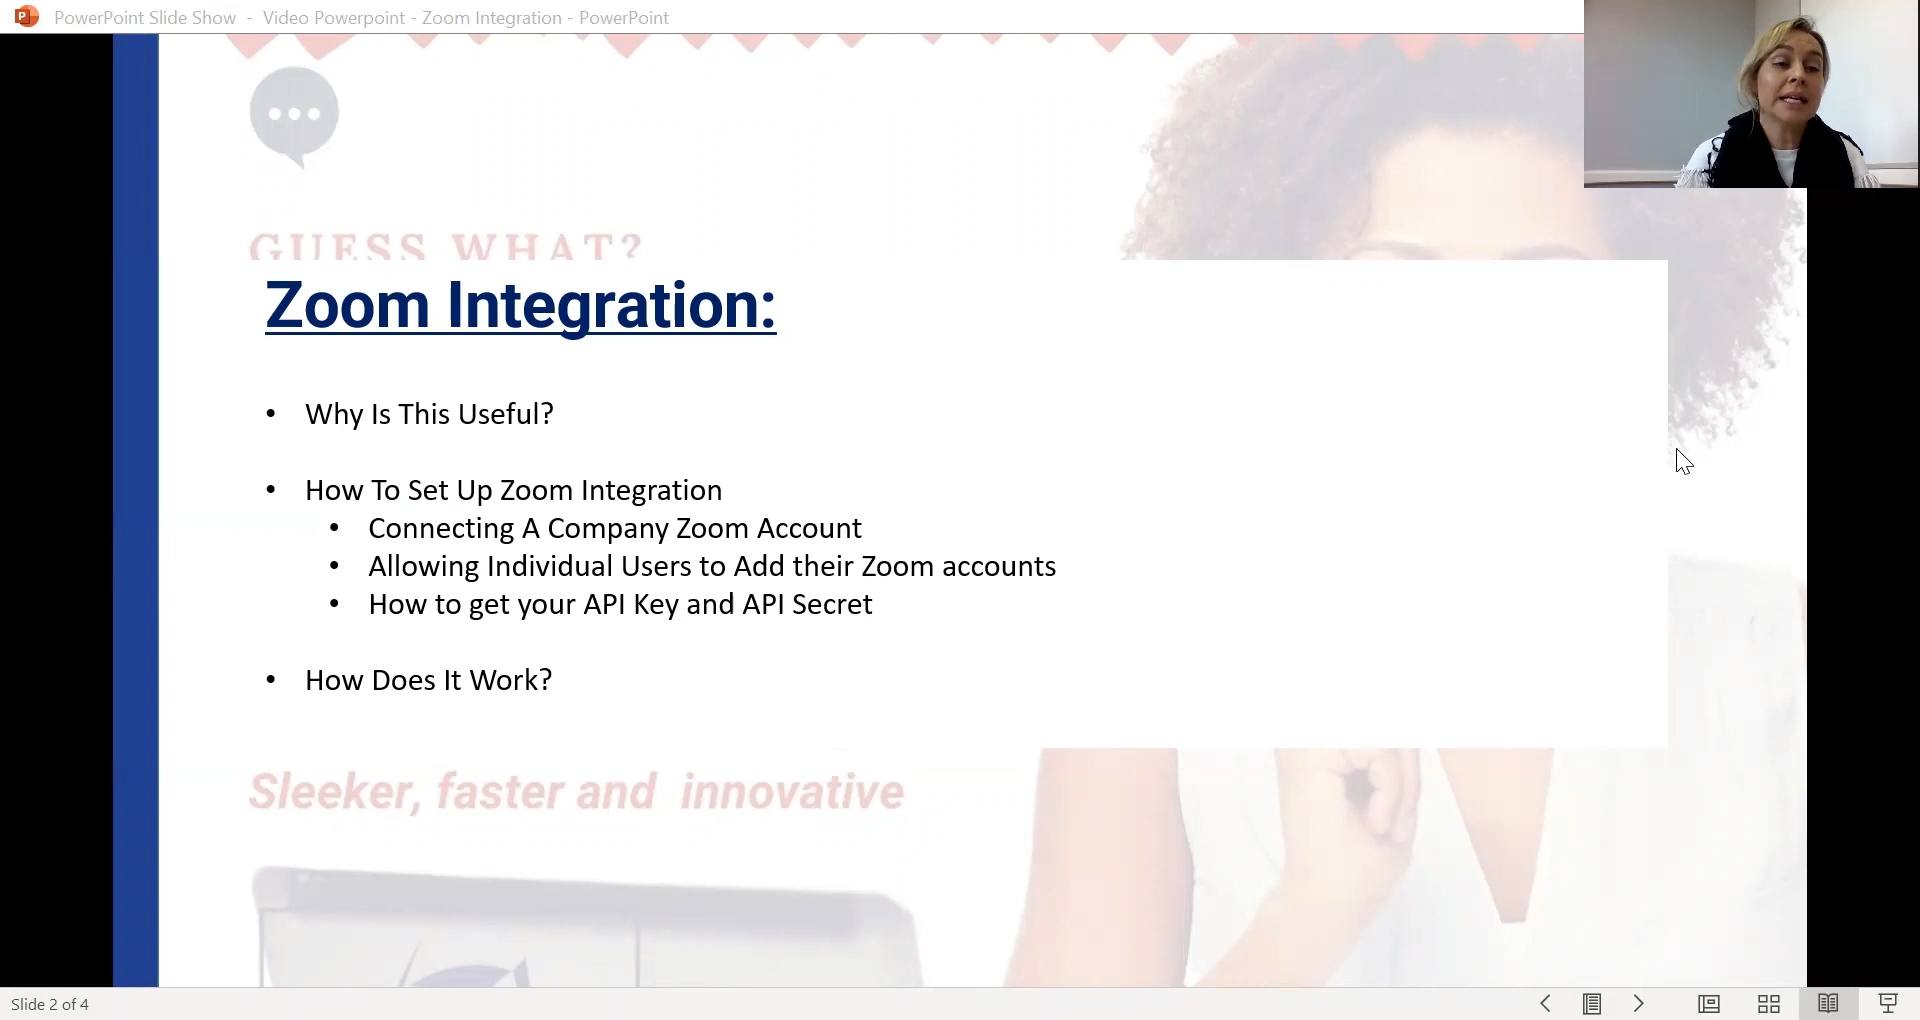 PowerPoint Slide Show - Video Powerpoint - Zoom Integration - PowerPoint
GUESS WHAT?
Zoom Integration:
• Why Is This Useful?
• How To Set Up Zoom Integration
• Connecting A Company Zoom Account
• Allowing Individual Users to Add their Zoom accounts
• How to get your API Key and API Secret
• How Does It Work?
Sleeker, faster and innovative
Slide 2 of 4